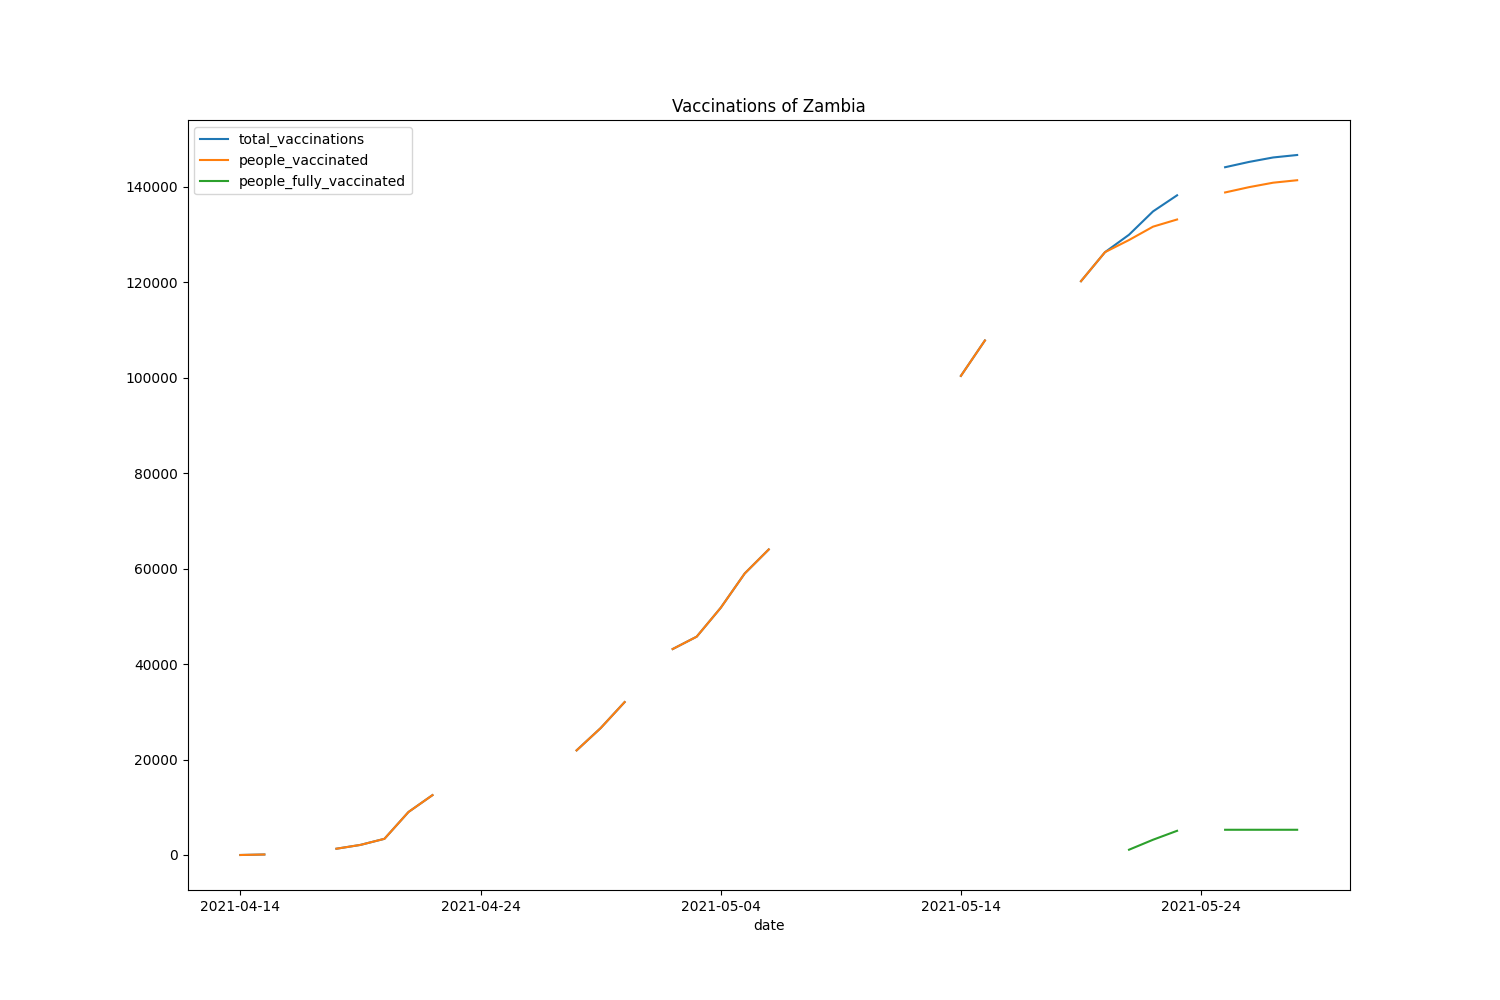 Vaccinations of Zambia
total_vaccinations
people_vaccinated
people_fully_vaccinated
140000
120000
100000
80000
60000
40000
20000
0
2021-04-14
2021-04-24
2021-05-04
2021-05-14
2021-05-24
date